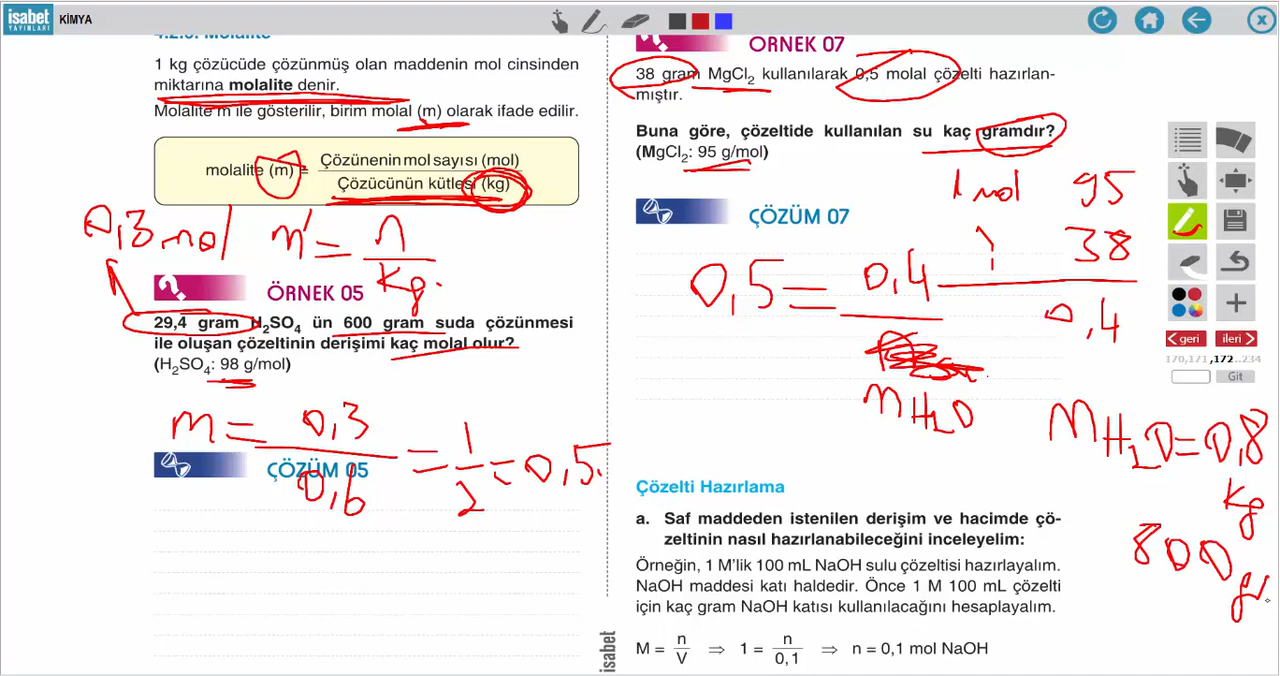 isabet
YAYINLARI
KİMYA
4.2.6. Molalite
1 kg çözücüde çözünmüş olan maddenin mol cinsinden
miktarına molalite denir.
Molalite m ile gösterilir, birim molal (m) olarak ifade edilir.
molalite (m) = Çözünenin mol sayısı (mol)
Çözücünün kütlesi (kg)
0,3 mol
m = n
kg.
ÖRNEK 05
29,4 gram H₂SO₄ ün 600 gram suda çözünmesi
ile oluşan çözeltinin derişimi kaç molal olur?
(H₂SO₄: 98 g/mol)
m = 0,3
0,6
= 1
2
= 0,5.
ÇÖZÜM 05
ÖRNEK 07
38 gram MgCl₂ kullanılarak 0,5 molal çözelti hazırlan-
mıştır.
Buna göre, çözeltide kullanılan su kaç gramdır?
(MgCl₂: 95 g/mol)
1 mol 95
? 38
0,4
ÇÖZÜM 07
0,5 = 0,4
mH₂O
mH₂O = 0,8
kg
800
gr
Çözelti Hazırlama
a. Saf maddeden istenilen derişim ve hacimde çö-
zeltinin nasıl hazırlanabileceğini inceleyelim:
Örneğin, 1 M'lik 100 mL NaOH sulu çözeltisi hazırlayalım.
NaOH maddesi katı haldedir. Önce 1 M 100 mL çözelti
için kaç gram NaOH katısı kullanılacağını hesaplayalım.
M = n/V ⇒ 1 = n/0,1 ⇒ n = 0,1 mol NaOH
isabet
geri
ileri
170,171,172..234
Git